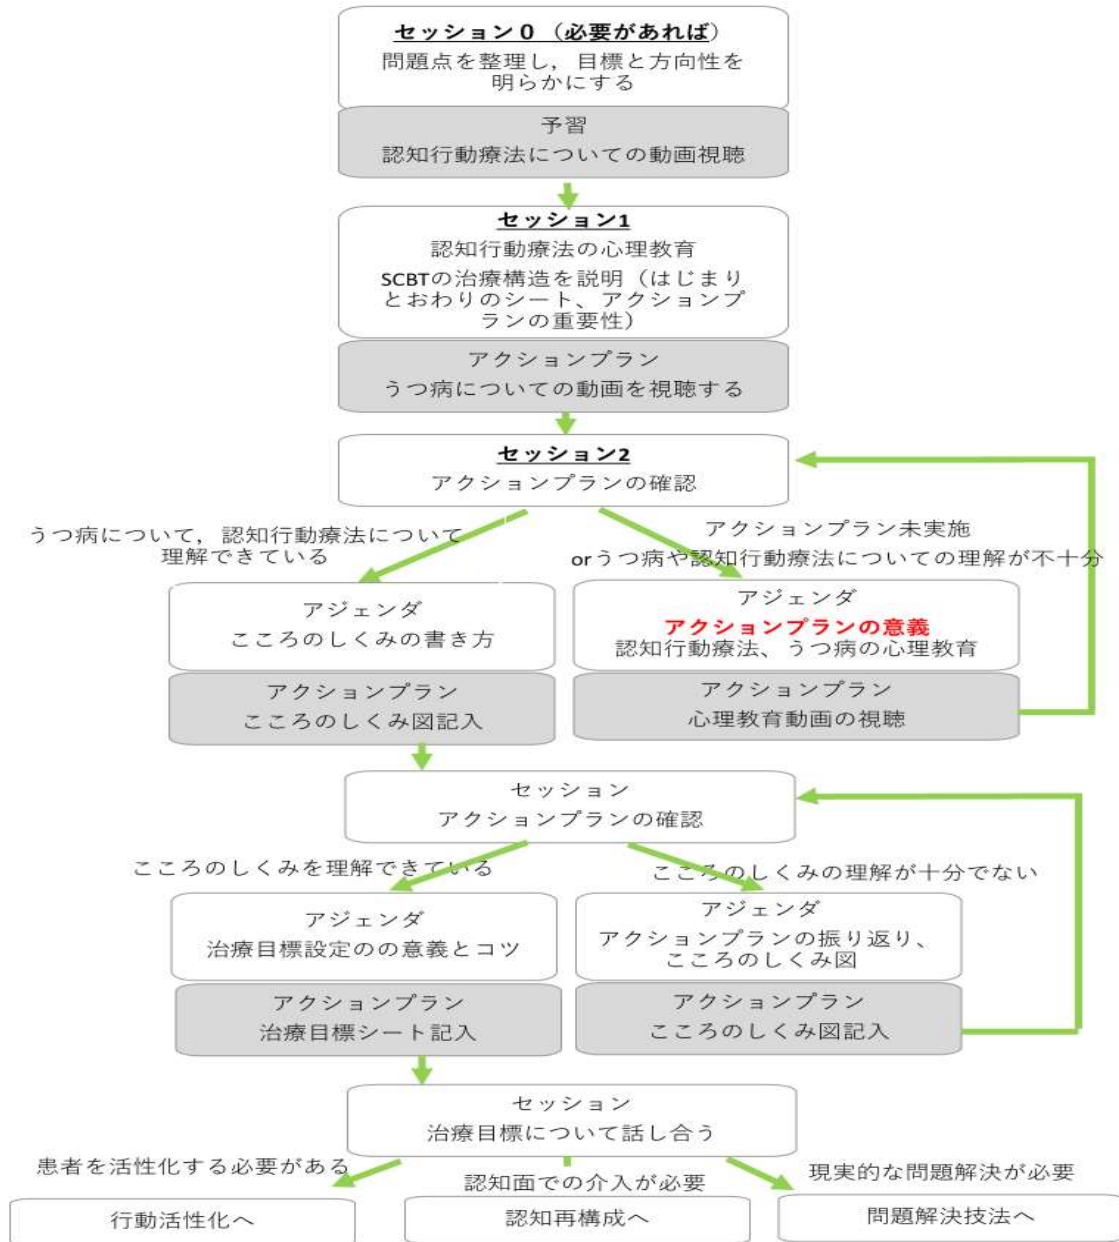 セッション０（必要があれば）
問題点を整理し，目標と方向性を
明らかにする
予習
認知行動療法についての動画視聴
セッション1
認知行動療法の心理教育
SCBTの治療構造を説明（はじまり
とおわりのシート、アクションプ
ランの重要性）
アクションプラン
うつ病についての動画を視聴する
セッション2
アクションプランの確認
うつ病について，認知行動療法について
理解できている
アクションプラン未実施
orうつ病や認知行動療法についての理解が不十分
アジェンダ
こころのしくみの書き方
アクションプラン
こころのしくみ図記入
アジェンダ
アクションプランの意義
認知行動療法、うつ病の心理教育
アクションプラン
心理教育動画の視聴
セッション
アクションプランの確認
こころのしくみを理解できている
こころのしくみの理解が十分でない
アジェンダ
治療目標設定のの意義とコツ
アクションプラン
治療目標シート記入
アジェンダ
アクションプランの振り返り、
こころのしくみ図
アクションプラン
こころのしくみ図記入
セッション
治療目標について話し合う
患者を活性化する必要がある
認知面での介入が必要
現実的な問題解決が必要
行動活性化へ
認知再構成へ
問題解決技法へ